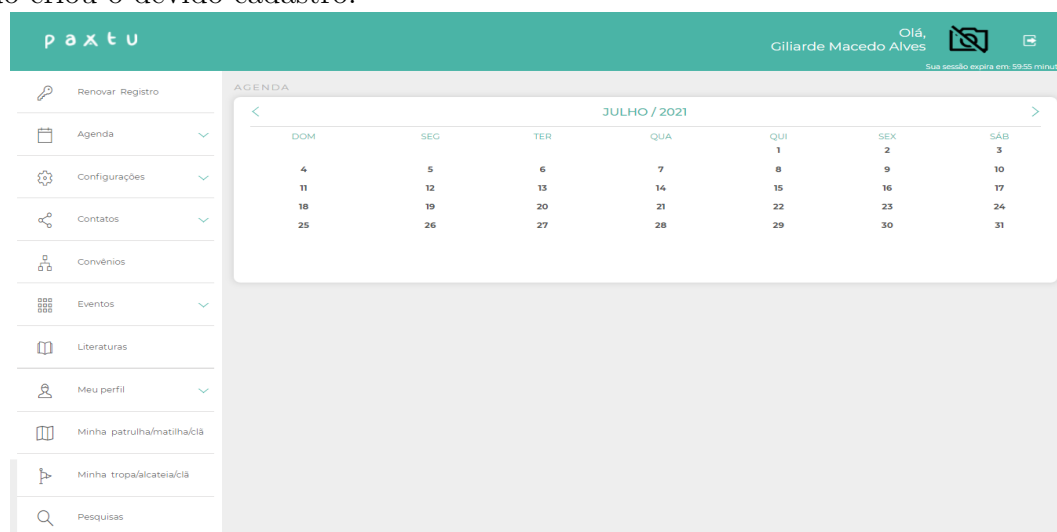 criou o devido cadastro.
paxtu
Olá,
Giliarde Macedo Alves
Sua sessão expira em: 59:55
Renovar Registro
Agenda
Configurações
Contatos
Convênios
Eventos
Literaturas
Meu perfil
Minha patrulha/matilha/clã
Minha tropa/alcateia/clã
Pesquisas
AGENDA
< JULHO / 2021 >
DOM SEG TER QUA QUI SEX SÁB
1 2 3
4 5 6 7 8 9 10
11 12 13 14 15 16 17
18 19 20 21 22 23 24
25 26 27 28 29 30 31